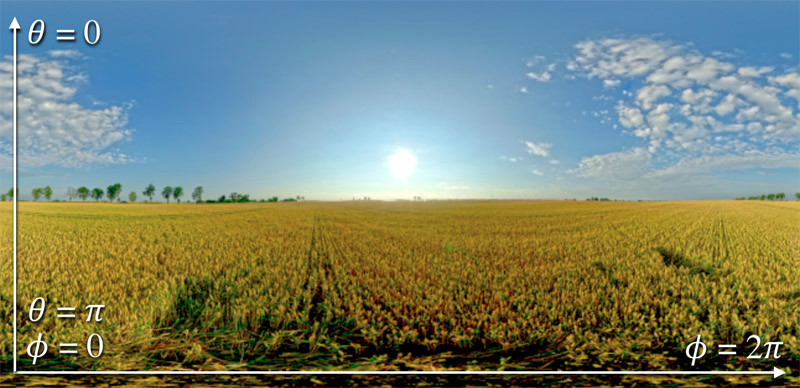 θ = 0
θ = π
ϕ = 0
ϕ = 2π